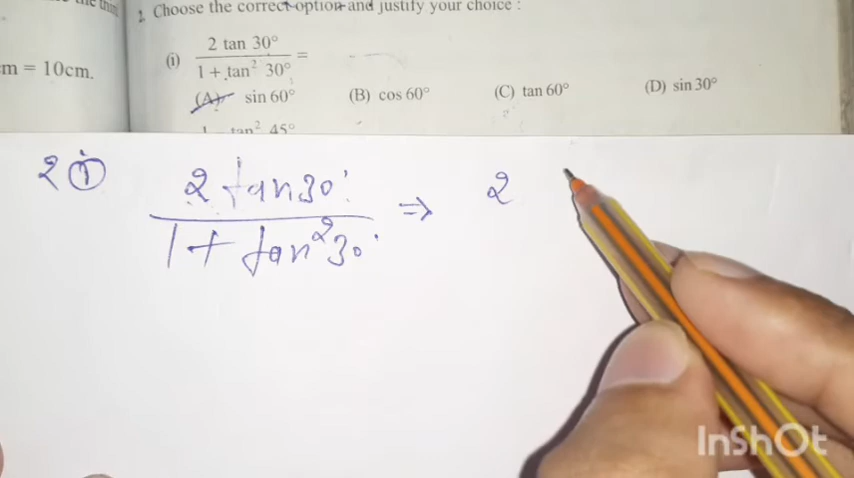 2. Choose the correct option and justify your choice :
m = 10cm.
(i) 2 tan 30° / 1 + tan² 30° =
(A) sin 60° (B) cos 60° (C) tan 60° (D) sin 30°
tan² 45°
2 (i) 2 tan 30° / 1 + tan² 30° ⇒ 2
InShOt